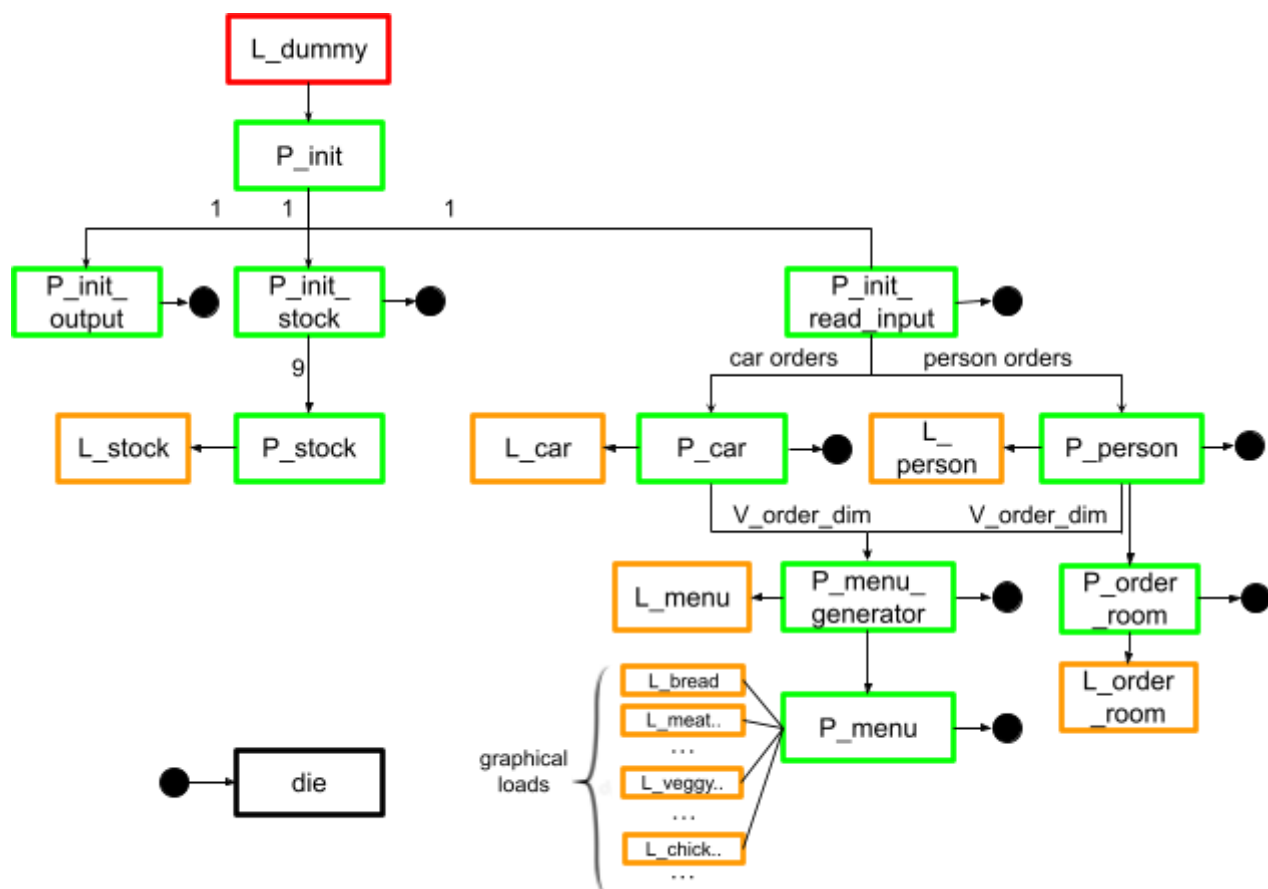 L_dummy
P_init
1
1
1
P_init_
output
P_init_
stock
P_init_
read_input
9
car orders
person orders
L_stock
P_stock
L_car
P_car
L_
person
P_person
V_order_dim
V_order_dim
L_menu
P_menu_
generator
P_order
_room
L_bread
L_meat..
...
L_veggy..
...
L_chick..
...
graphical
loads
P_menu
L_order
_room
die